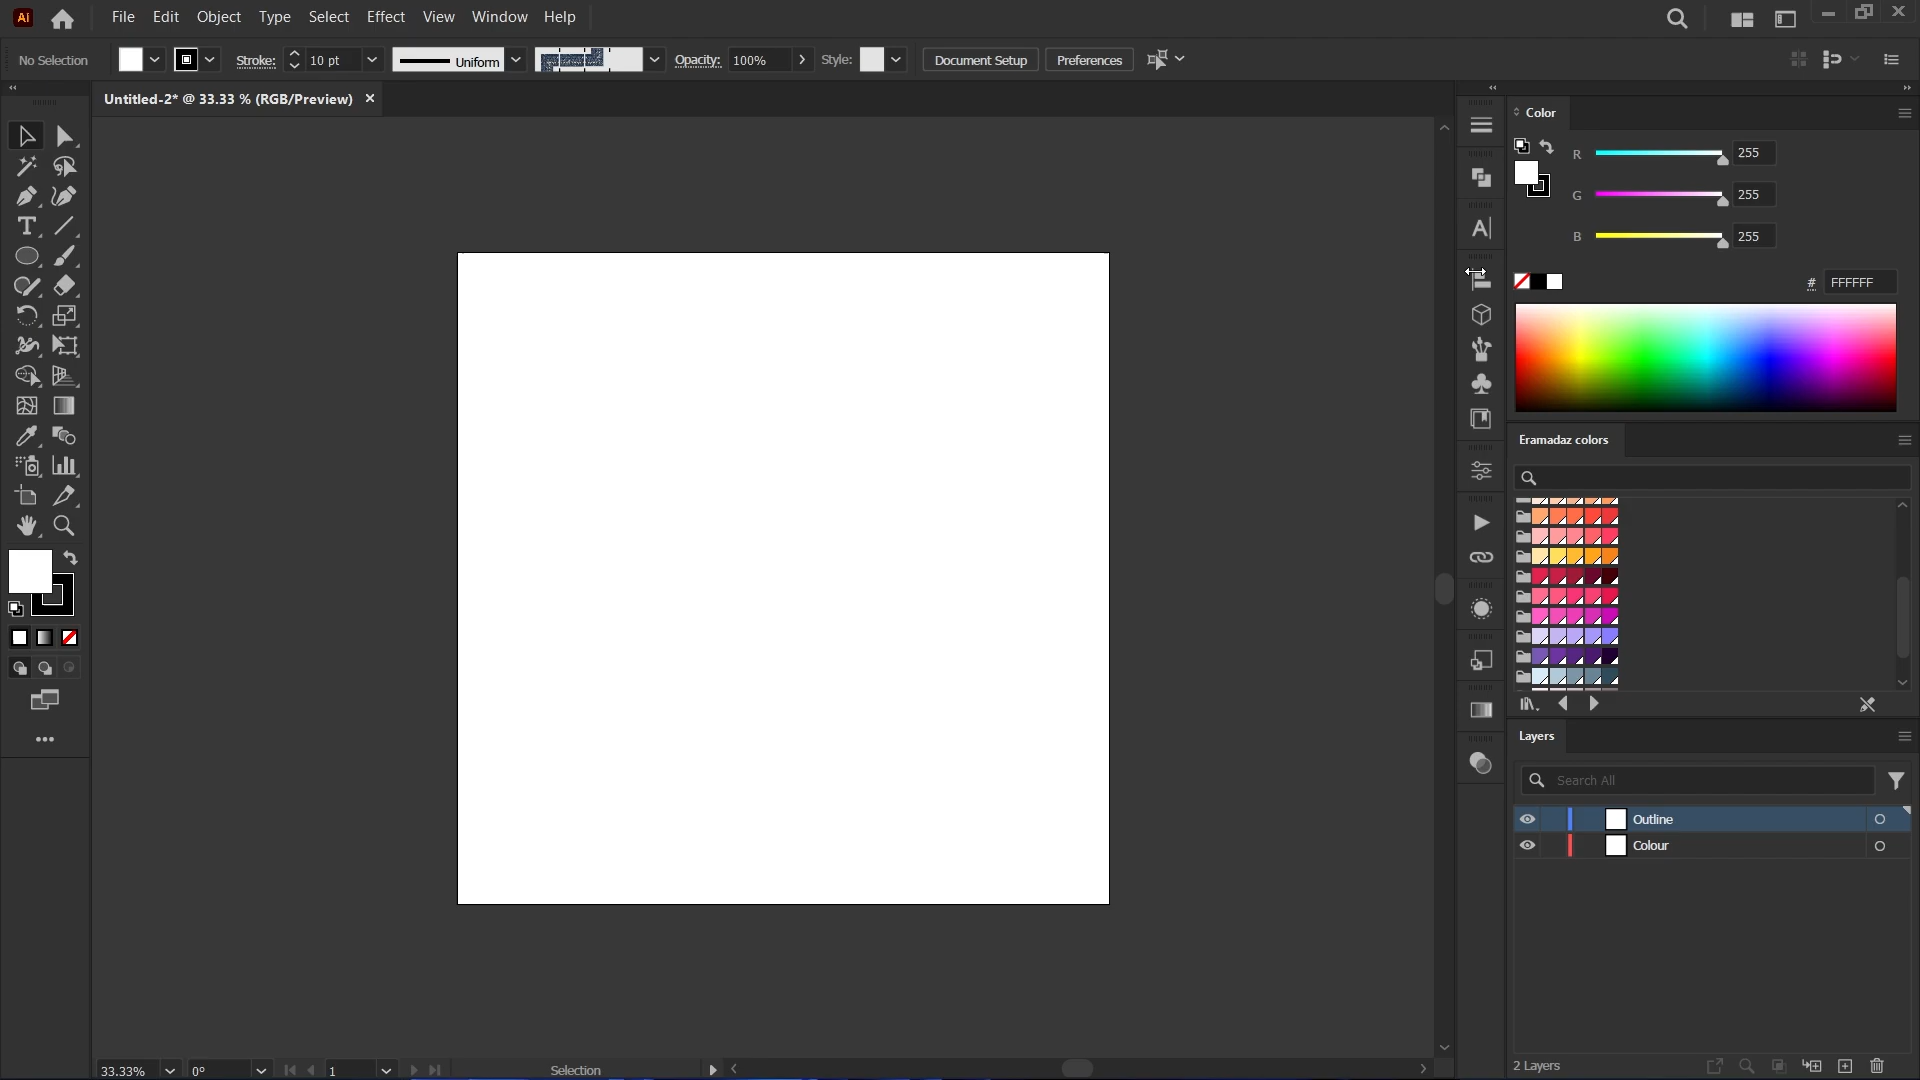 Ai File Edit Object Type Select Effect View Window Help
No Selection Stroke: 10 pt Uniform Opacity: 100% Style: Document Setup Preferences
Untitled-2* @ 33.33 % (RGB/Preview) ×
Color
R 255
G 255
B 255
# FFFFFF
Eramadaz colors
Layers
Search All
Outline
Colour
2 Layers
33.33% 0° 1 Selection